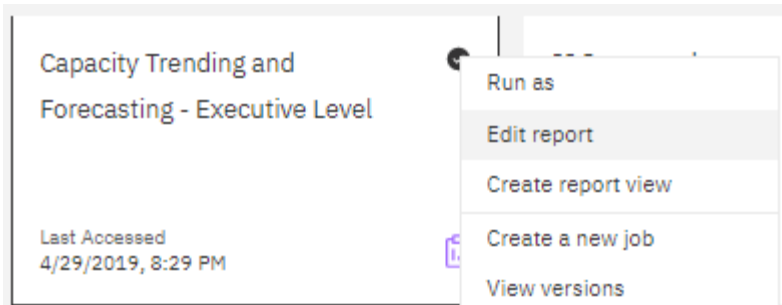 Capacity Trending and
Forecasting - Executive Level
Last Accessed
4/29/2019, 8:29 PM
Run as
Edit report
Create report view
Create a new job
View versions